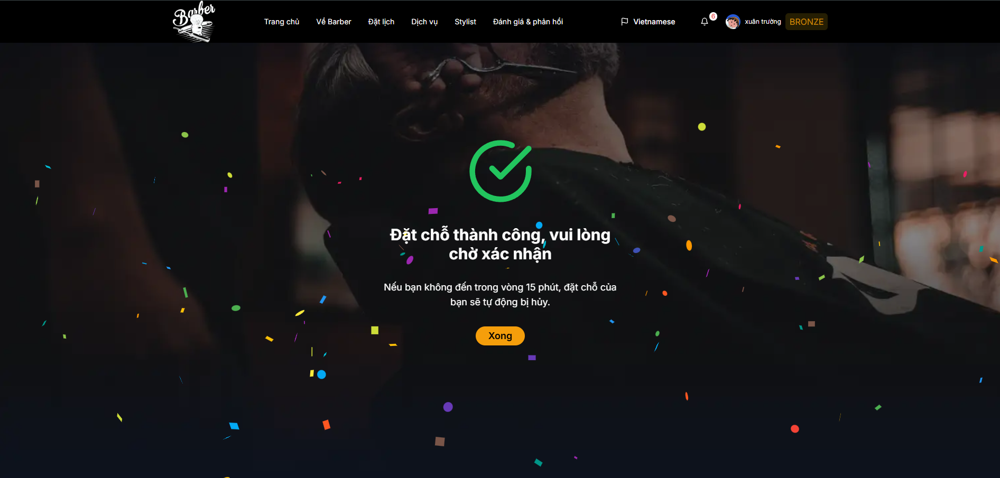 Barber
Trang chủ
Về Barber
Đặt lịch
Dịch vụ
Stylist
Đánh giá & phản hồi
Vietnamese
6
xuân trường
BRONZE
Đặt chỗ thành công, vui lòng
chờ xác nhận
Nếu bạn không đến trong vòng 15 phút, đặt chỗ của
bạn sẽ tự động bị hủy.
Xong